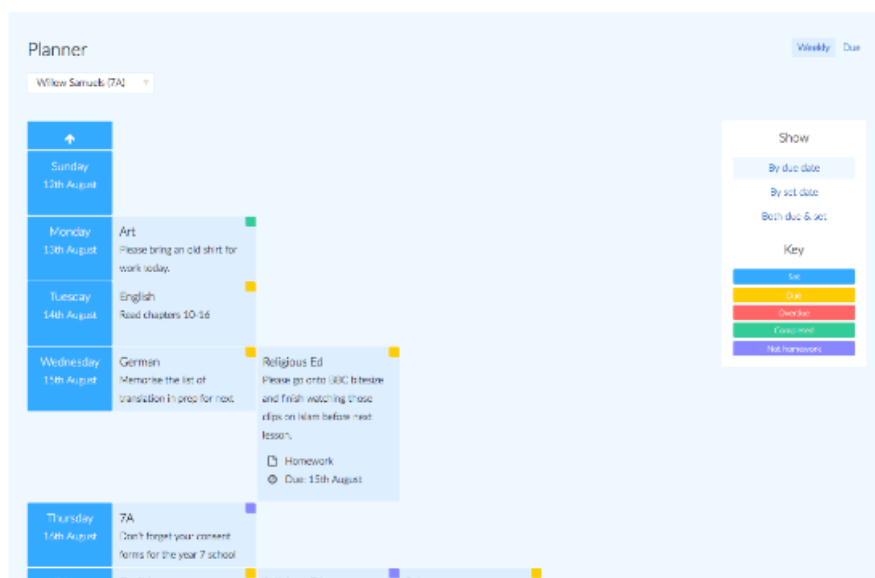 Planner
Weekly Due
Willow Samuels (7A)
Show
By due date
By set date
Both due & set
Key
Set
Due
Overdue
Completed
Not homework
Sunday
12th August
Monday
13th August
Art
Please bring an old shirt for
work today.
Tuesday
14th August
English
Read chapters 10-16
Wednesday
15th August
German
Memorise the list of
translation in prep for next
Religious Ed
Please go onto BBC bitesize
and finish watching those
clips on Islam before next
lesson.
Homework
Due: 15th August
Thursday
16th August
7A
Don't forget your consent
forms for the year 7 school